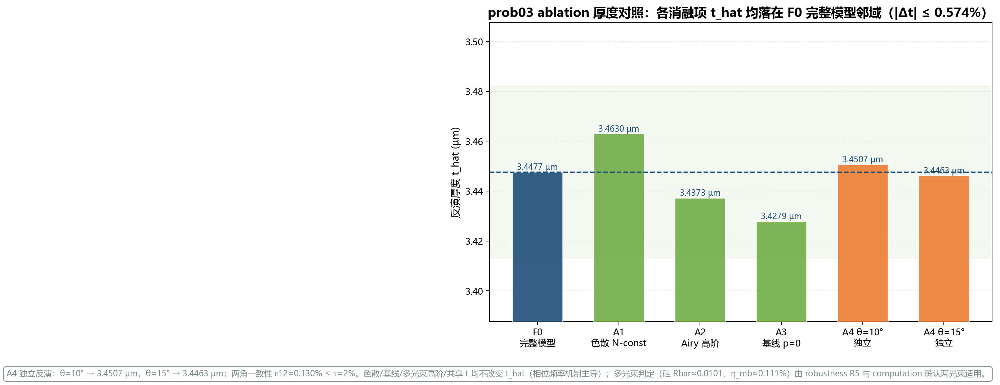 prob03 ablation 厚度对照：各消融项 t_hat 均落在 F0 完整模型邻域（|Δt| ≤ 0.574%）
反演厚度 t_hat (μm)
3.50
3.48
3.46
3.44
3.42
3.40
3.4477 μm
3.4630 μm
3.4373 μm
3.4279 μm
3.4507 μm
3.4463 μm
F0
完整模型
A1
色散 N-const
A2
Airy 高阶
A3
基线 p=0
A4 θ=10°
独立
A4 θ=15°
独立
A4 独立反演：θ=10° → 3.4507 μm，θ=15° → 3.4463 μm；两角一致性 ε12=0.130% ≤ τ=2%。色散/基线/多光束高阶/共享 t 均不改变 t_hat（相位频率机制主导）；多光束判定（硅 Rbar≈0.0101、η_mb≈0.111%）由 robustness R5 与 computation 确认两光束适用。